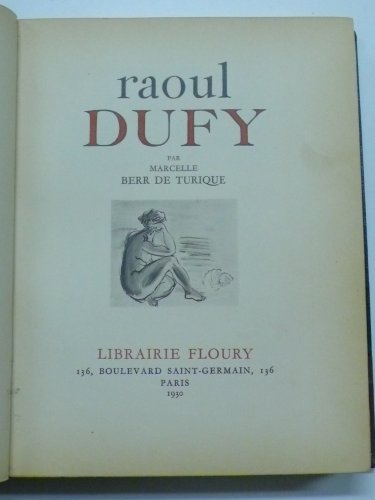 raoul
DUFY
PAR
MARCELLE
BERR DE TURIQUE
LIBRAIRIE FLOURY
136, BOULEVARD SAINT-GERMAIN, 136
PARIS
1930